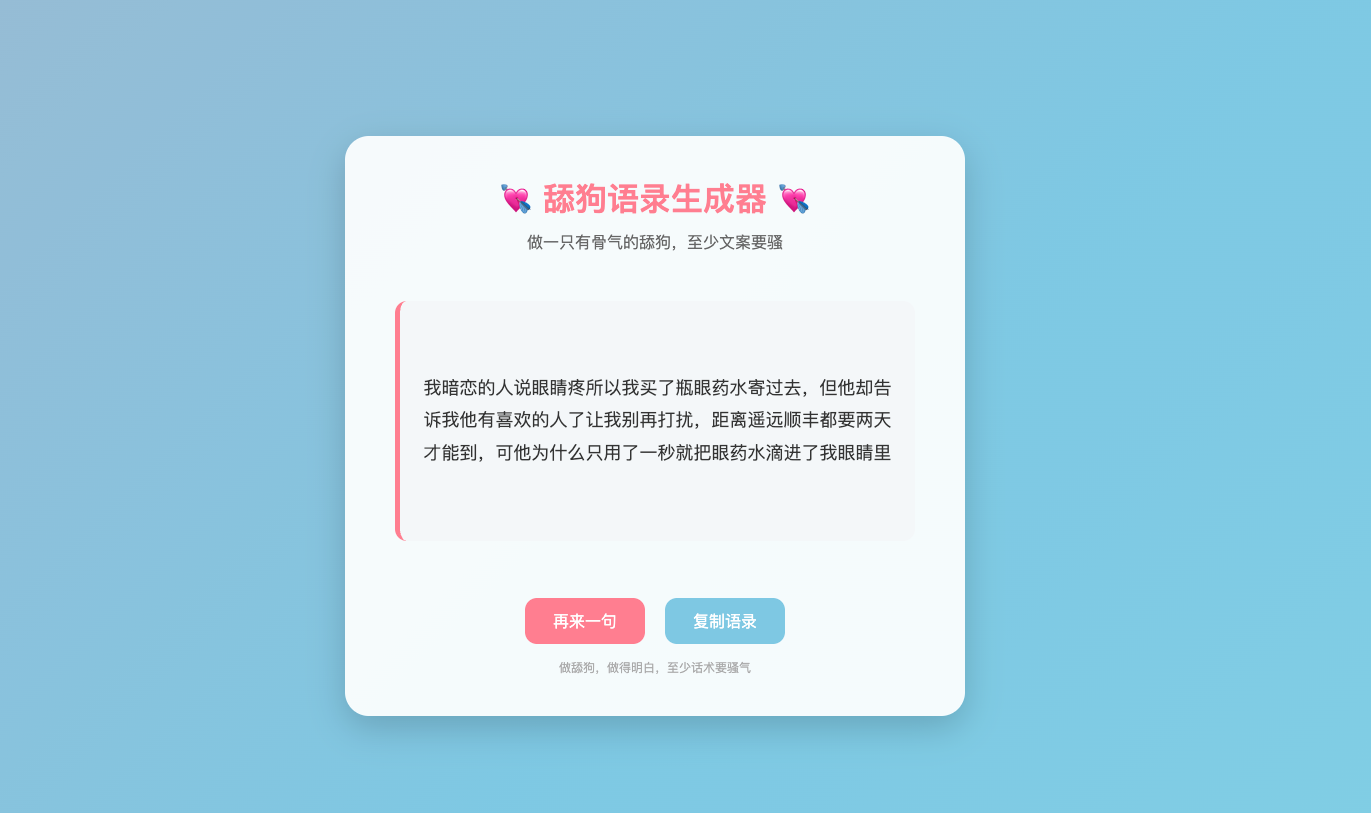 💘 舔狗语录生成器 💘
做一只有骨气的舔狗，至少文案要骚
我暗恋的人说眼睛疼所以我买了瓶眼药水寄过去，但他却告
诉我他有喜欢的人了让我别再打扰，距离遥远顺丰都要两天
才能到，可他为什么只用了一秒就把眼药水滴进了我眼睛里
再来一句
复制语录
做舔狗，做得明白，至少话术要骚气